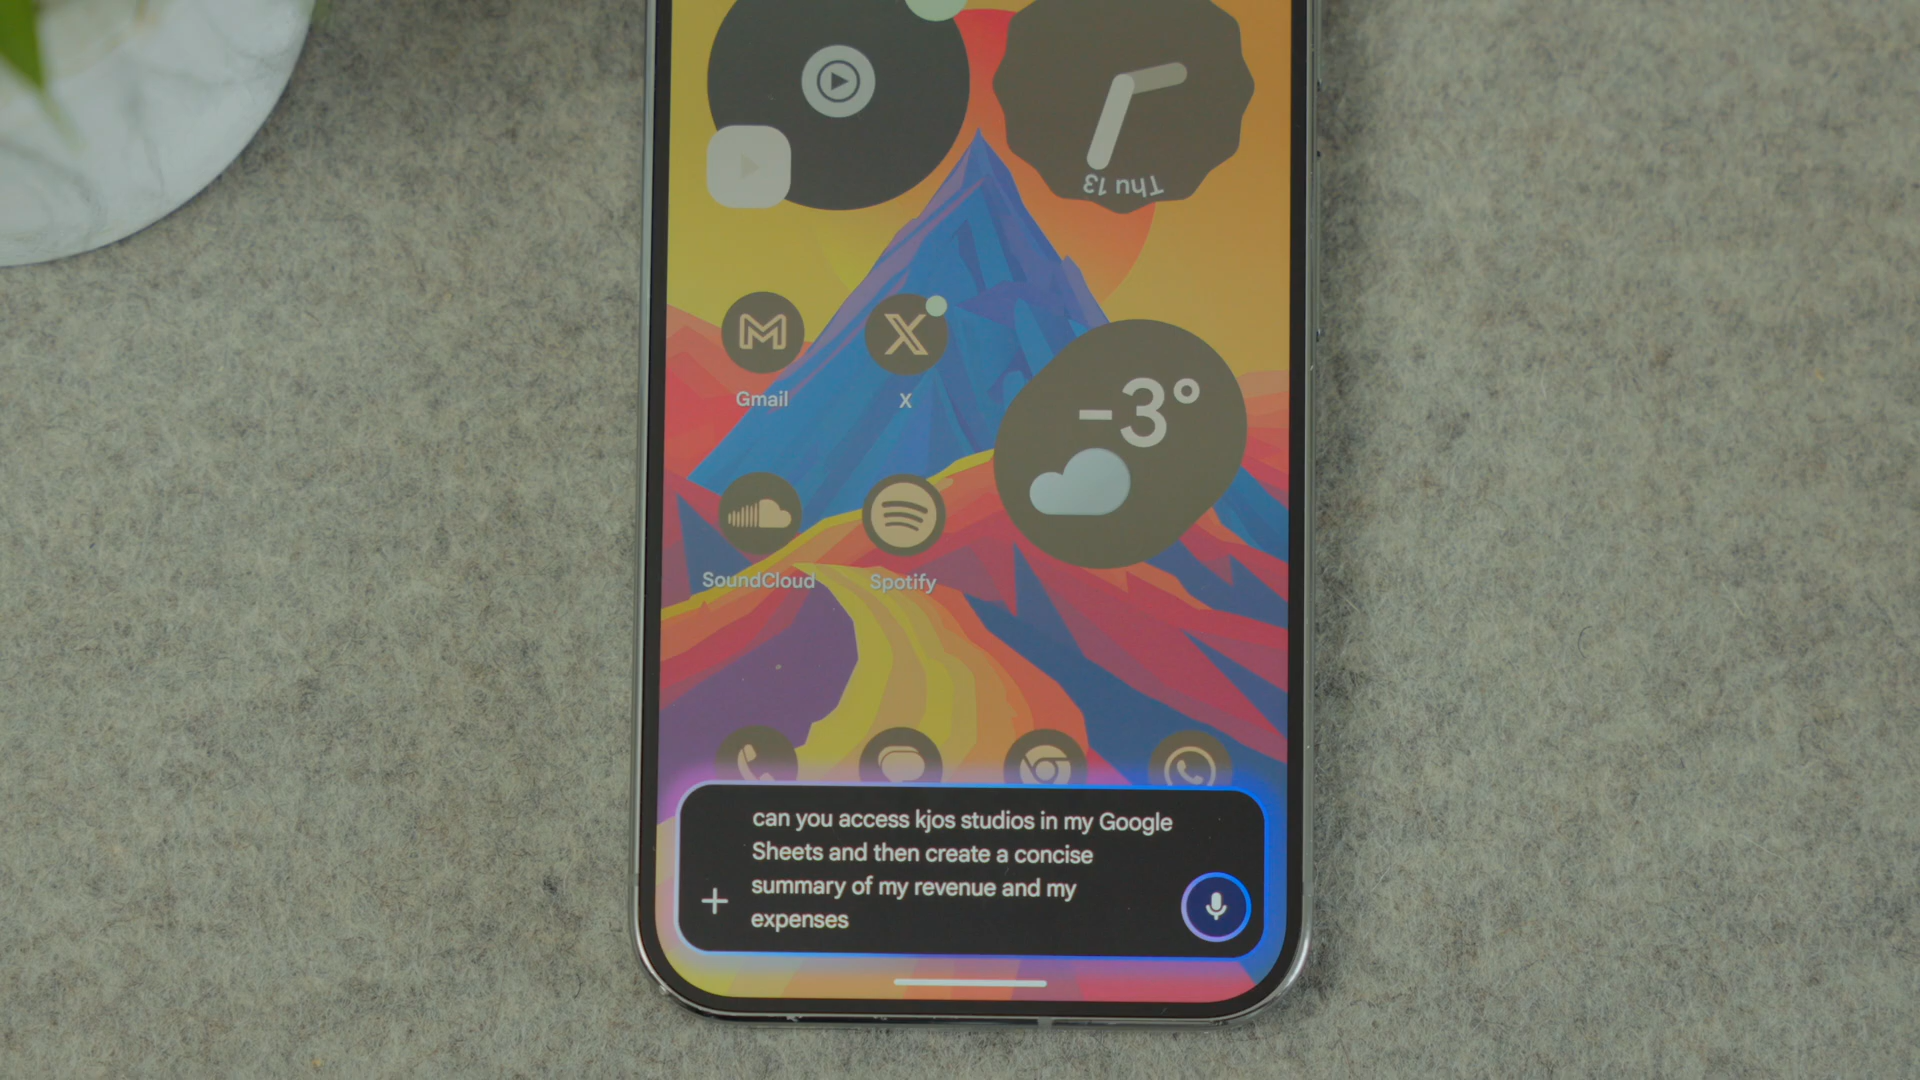 Thu 13
Gmail
X
-3°
SoundCloud
Spotify
can you access kjos studios in my Google
Sheets and then create a concise
summary of my revenue and my
expenses